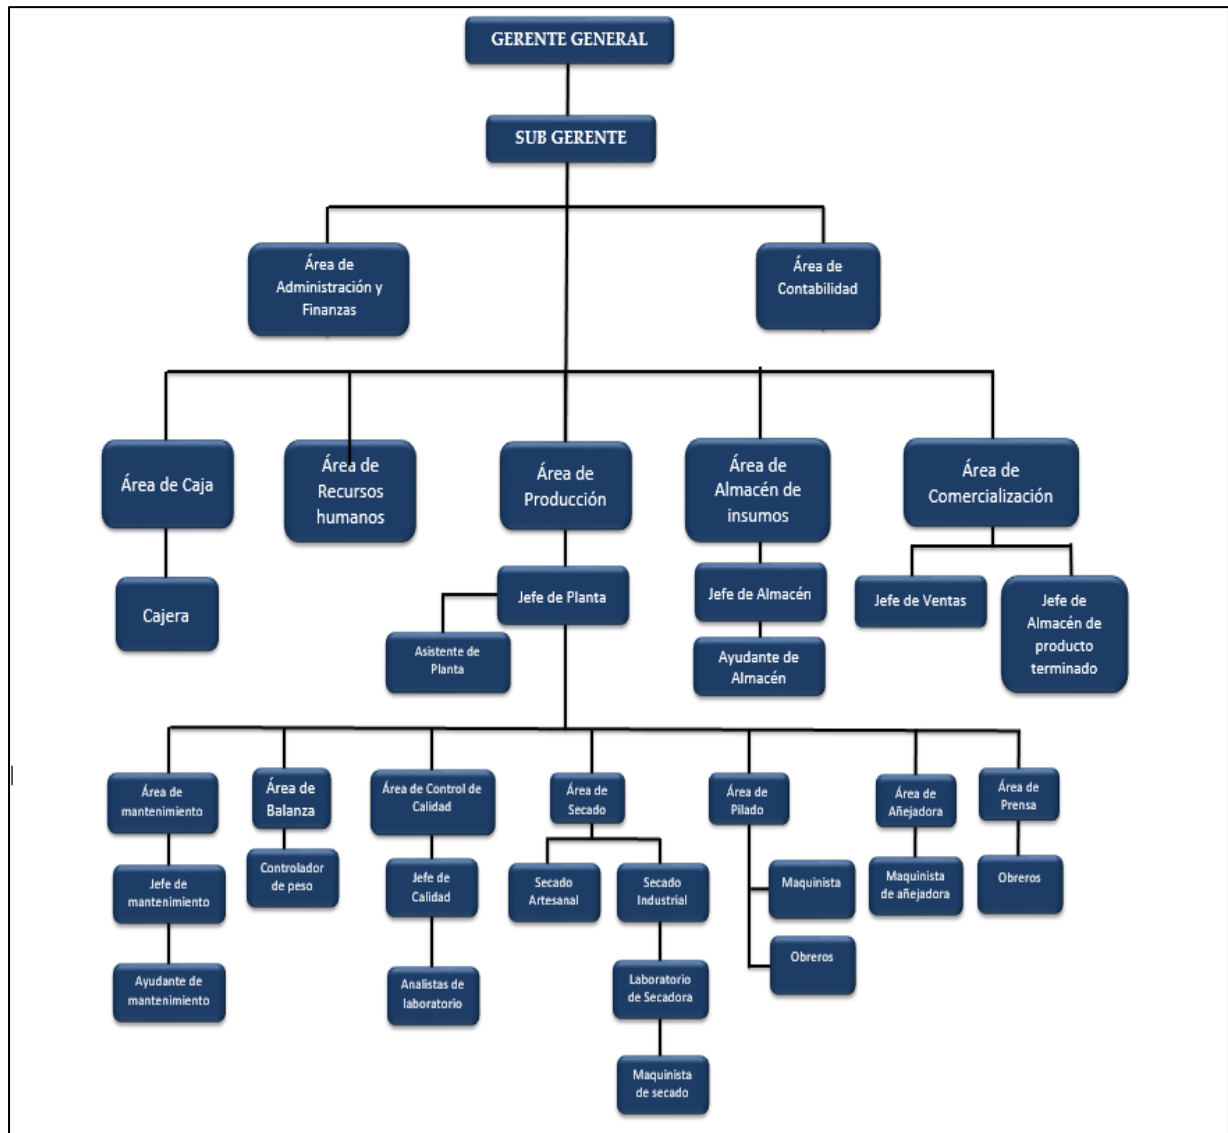 GERENTE GENERAL
SUB GERENTE
Área de
Administración y
Finanzas
Área de
Contabilidad
Área de Caja
Área de
Recursos
humanos
Área de
Producción
Área de
Almacén de
insumos
Área de
Comercialización
Cajera
Jefe de Planta
Asistente de
Planta
Jefe de Almacén
Ayudante de
Almacén
Jefe de Ventas
Jefe de
Almacén de
producto
terminado
Área de
mantenimiento
Área de
Balanza
Área de Control de
Calidad
Área de
Secado
Área de
Pilado
Área de
Añejadora
Área de
Prensa
Jefe de
mantenimiento
Controlador
de peso
Jefe de
Calidad
Secado
Artesanal
Secado
Industrial
Maquinista
Maquinista
de añejadora
Obreros
Ayudante de
mantenimiento
Analistas de
laboratorio
Laboratorio
de Secadora
Obreros
Maquinista
de secado